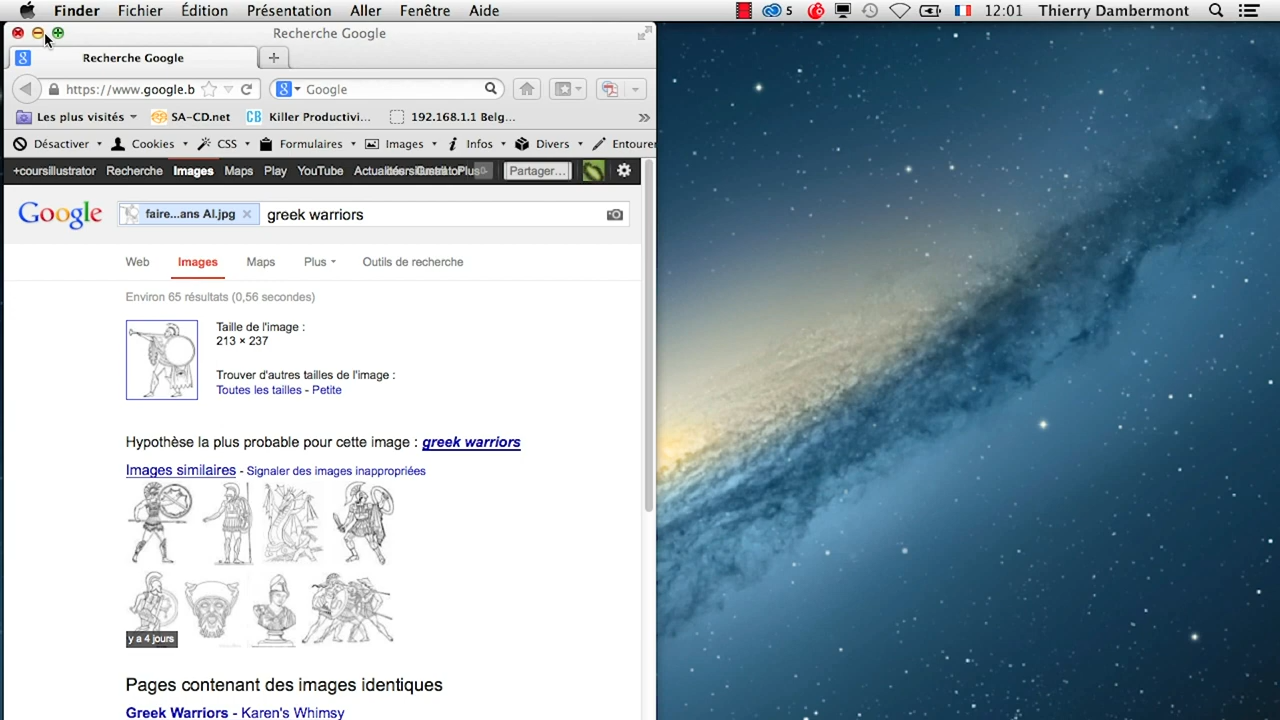 Finder Fichier Édition Présentation Aller Fenêtre Aide 5 12:01 Thierry Dambermont
Recherche Google
Recherche Google
https://www.google.b Google
Les plus visités SA-CD.net CB Killer Productivi... 192.168.1.1 Belg... »
Désactiver Cookies CSS Formulaires Images Infos Divers Entourer
+coursillustrator Recherche Images Maps Play YouTube Partager...
Google faire...ans AI.jpg × greek warriors
Web Images Maps Plus Outils de recherche
Environ 65 résultats (0,56 secondes)
Taille de l'image :
213 × 237
Trouver d'autres tailles de l'image :
Toutes les tailles - Petite
Hypothèse la plus probable pour cette image : greek warriors
Images similaires - Signaler des images inappropriées
y a 4 jours
Pages contenant des images identiques
Greek Warriors - Karen's Whimsy